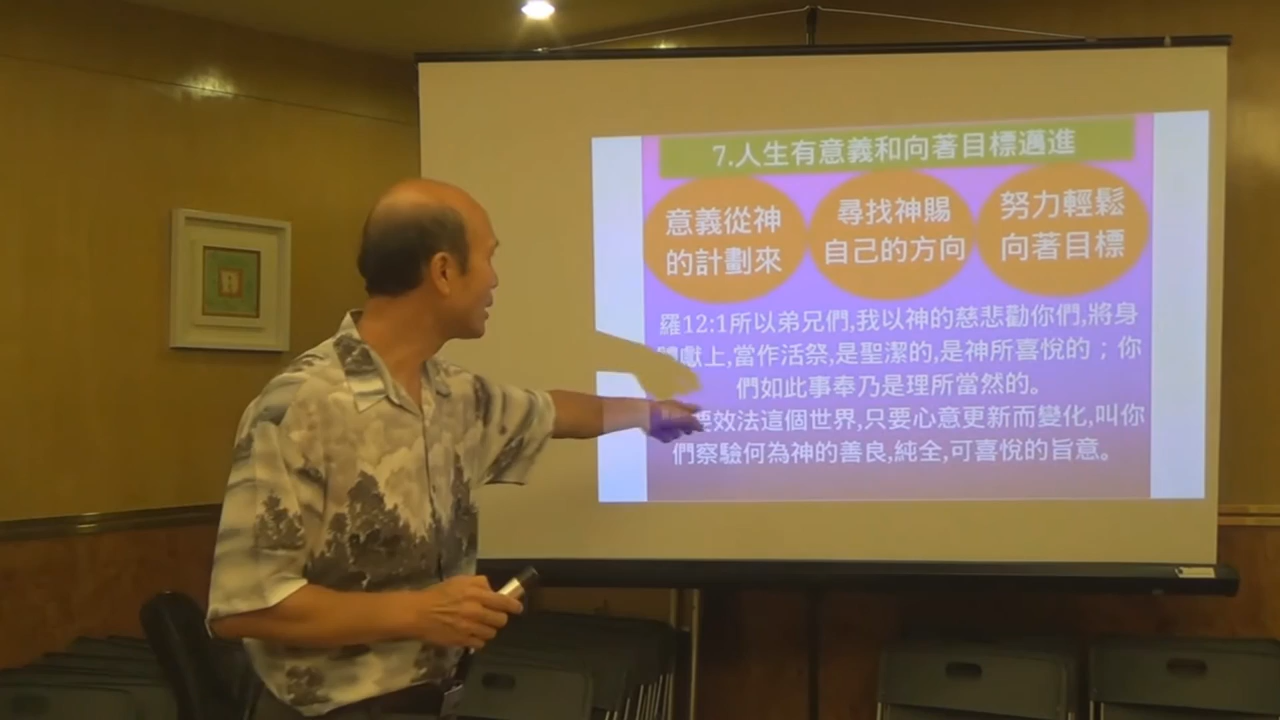 7.人生有意義和向著目標邁進
意義從神
的計劃來
尋找神賜
自己的方向
努力輕鬆
向著目標
羅12:1所以弟兄們,我以神的慈悲勸你們,將身
獻上,當作活祭,是聖潔的,是神所喜悅的；你
們如此事奉乃是理所當然的。
要效法這個世界,只要心意更新而變化,叫你
們察驗何為神的善良,純全,可喜悅的旨意。